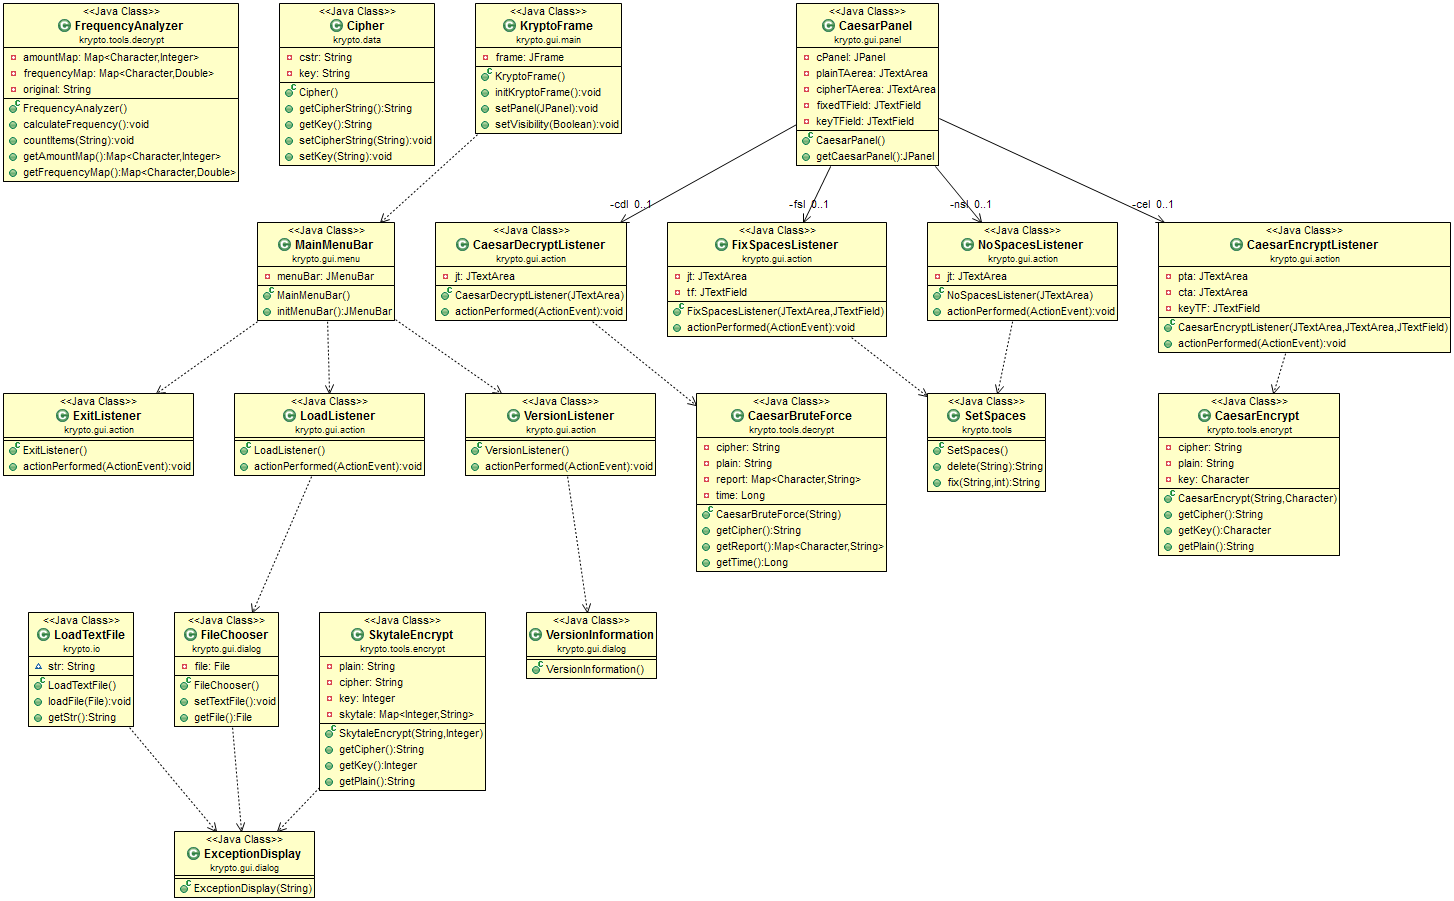 <<Java Class>>
FrequencyAnalyzer
krypto.tools.decrypt
amountMap: Map<Character,Integer>
frequencyMap: Map<Character,Double>
original: String
FrequencyAnalyzer()
calculateFrequency():void
countItems(String):void
getAmountMap():Map<Character,Integer>
getFrequencyMap():Map<Character,Double>
<<Java Class>>
Cipher
krypto.data
cstr: String
key: String
Cipher()
getCipherString():String
getKey():String
setCipherString(String):void
setKey(String):void
<<Java Class>>
KryptoFrame
krypto.gui.main
frame: JFrame
KryptoFrame()
initKryptoFrame():void
setPanel(JPanel):void
setVisibility(Boolean):void
<<Java Class>>
CaesarPanel
krypto.gui.panel
cPanel: JPanel
plainTAerea: JTextArea
cipherTAerea: JTextArea
fixedTField: JTextField
keyTField: JTextField
CaesarPanel()
getCaesarPanel():JPanel
-cdl 0..1
-fsl 0..1
-nsl 0..1
-cel 0..1
<<Java Class>>
MainMenuBar
krypto.gui.menu
menuBar: JMenuBar
MainMenuBar()
initMenuBar():JMenuBar
<<Java Class>>
CaesarDecryptListener
krypto.gui.action
jt: JTextArea
CaesarDecryptListener(JTextArea)
actionPerformed(ActionEvent):void
<<Java Class>>
FixSpacesListener
krypto.gui.action
jt: JTextArea
tf: JTextField
FixSpacesListener(JTextArea,JTextField)
actionPerformed(ActionEvent):void
<<Java Class>>
NoSpacesListener
krypto.gui.action
jt: JTextArea
NoSpacesListener(JTextArea)
actionPerformed(ActionEvent):void
<<Java Class>>
CaesarEncryptListener
krypto.gui.action
pta: JTextArea
cta: JTextArea
keyTF: JTextField
CaesarEncryptListener(JTextArea,JTextArea,JTextField)
actionPerformed(ActionEvent):void
<<Java Class>>
ExitListener
krypto.gui.action
ExitListener()
actionPerformed(ActionEvent):void
<<Java Class>>
LoadListener
krypto.gui.action
LoadListener()
actionPerformed(ActionEvent):void
<<Java Class>>
VersionListener
krypto.gui.action
VersionListener()
actionPerformed(ActionEvent):void
<<Java Class>>
CaesarBruteForce
krypto.tools.decrypt
cipher: String
plain: String
report: Map<Character,String>
time: Long
CaesarBruteForce(String)
getCipher():String
getReport():Map<Character,String>
getTime():Long
<<Java Class>>
SetSpaces
krypto.tools
SetSpaces()
delete(String):String
fix(String,int):String
<<Java Class>>
CaesarEncrypt
krypto.tools.encrypt
cipher: String
plain: String
key: Character
CaesarEncrypt(String,Character)
getCipher():String
getKey():Character
getPlain():String
<<Java Class>>
LoadTextFile
krypto.io
str: String
LoadTextFile()
loadFile(File):void
getStr():String
<<Java Class>>
FileChooser
krypto.gui.dialog
file: File
FileChooser()
setTextFile():void
getFile():File
<<Java Class>>
SkytaleEncrypt
krypto.tools.encrypt
plain: String
cipher: String
key: Integer
skytale: Map<Integer,String>
SkytaleEncrypt(String,Integer)
getCipher():String
getKey():Integer
getPlain():String
<<Java Class>>
VersionInformation
krypto.gui.dialog
VersionInformation()
<<Java Class>>
ExceptionDisplay
krypto.gui.dialog
ExceptionDisplay(String)